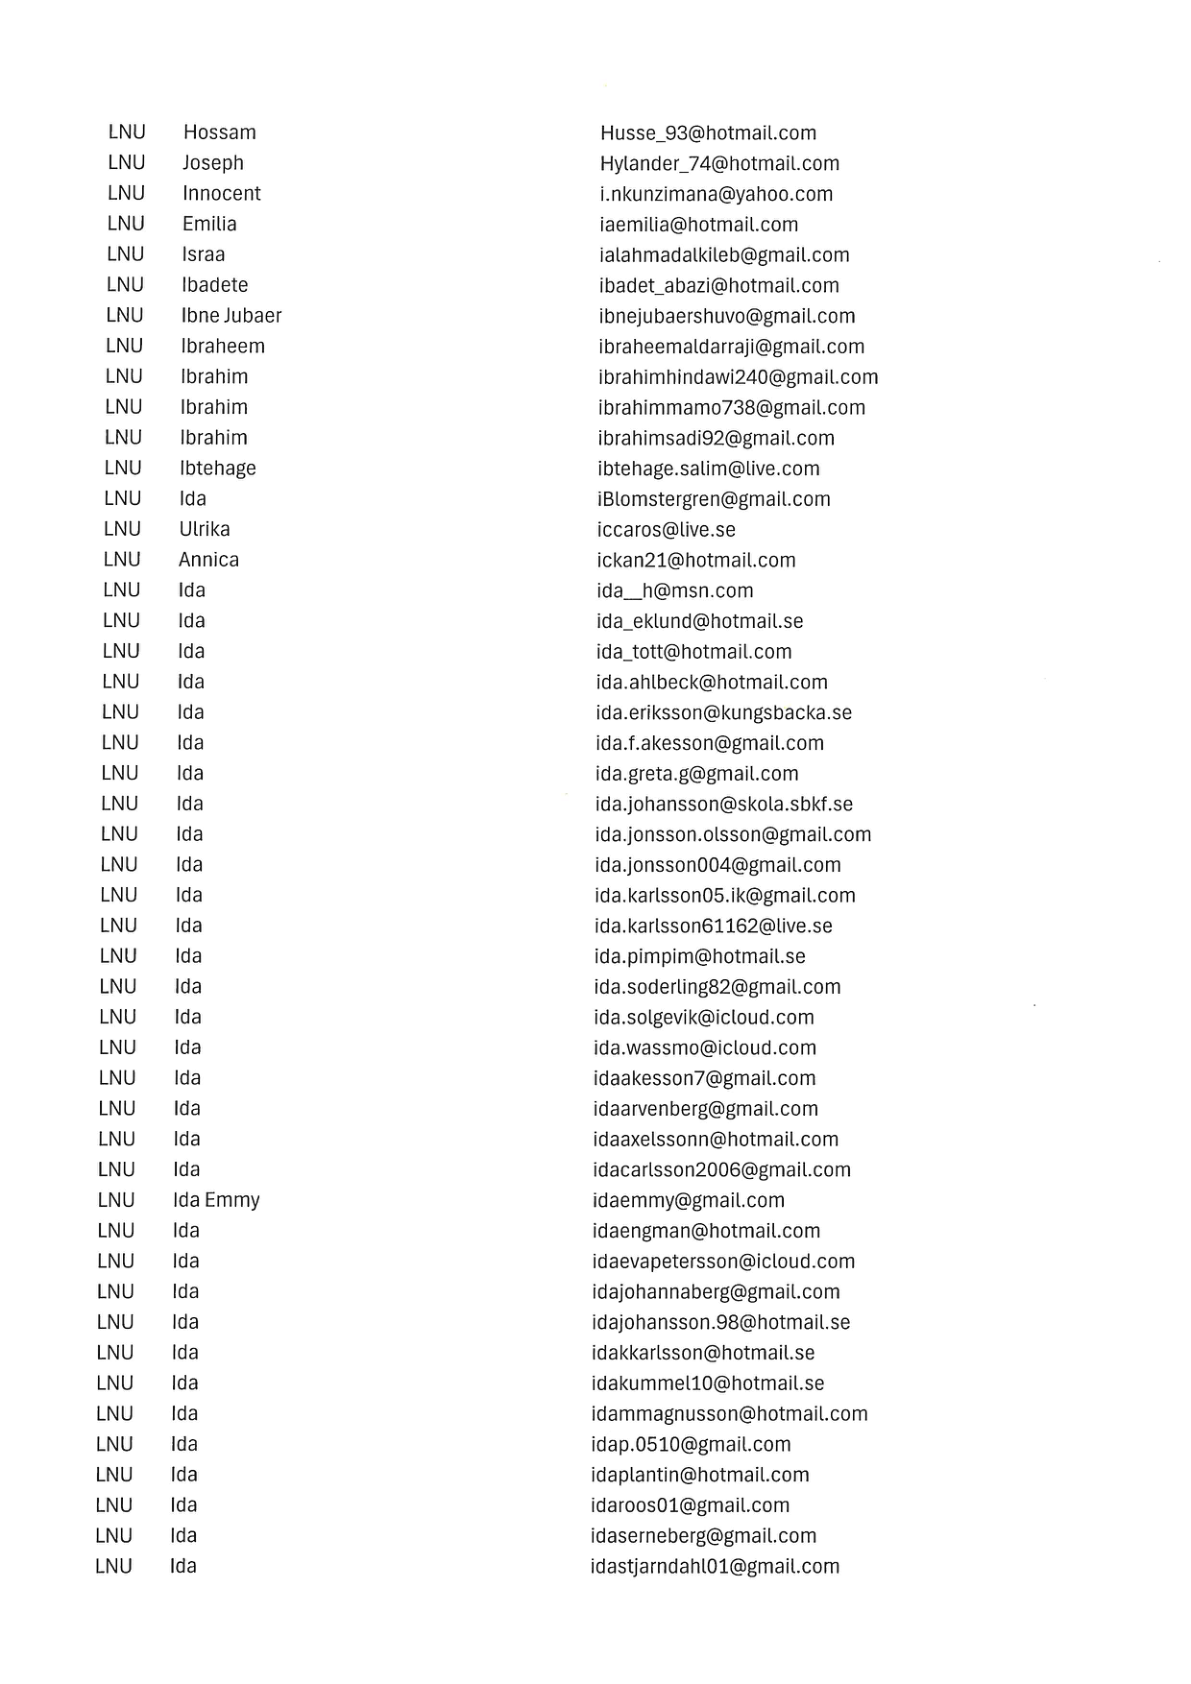 LNU Hossam Husse_93@hotmail.com
LNU Joseph Hylander_74@hotmail.com
LNU Innocent i.nkunzimana@yahoo.com
LNU Emilia iaemilia@hotmail.com
LNU Israa ialahmadalkileb@gmail.com
LNU Ibadete ibadet_abazi@hotmail.com
LNU Ibne Jubaer ibnejubaershuvo@gmail.com
LNU Ibraheem ibraheemaldarraji@gmail.com
LNU Ibrahim ibrahimhindawi240@gmail.com
LNU Ibrahim ibrahimmamo738@gmail.com
LNU Ibrahim ibrahimsadi92@gmail.com
LNU Ibtehage ibtehage.salim@live.com
LNU Ida iBlomstergren@gmail.com
LNU Ulrika iccaros@live.se
LNU Annica ickan21@hotmail.com
LNU Ida ida__h@msn.com
LNU Ida ida_eklund@hotmail.se
LNU Ida ida_tott@hotmail.com
LNU Ida ida.ahlbeck@hotmail.com
LNU Ida ida.eriksson@kungsbacka.se
LNU Ida ida.f.akesson@gmail.com
LNU Ida ida.greta.g@gmail.com
LNU Ida ida.johansson@skola.sbkf.se
LNU Ida ida.jonsson.olsson@gmail.com
LNU Ida ida.jonsson004@gmail.com
LNU Ida ida.karlsson05.ik@gmail.com
LNU Ida ida.karlsson61162@live.se
LNU Ida ida.pimpim@hotmail.se
LNU Ida ida.soderling82@gmail.com
LNU Ida ida.solgevik@icloud.com
LNU Ida ida.wassmo@icloud.com
LNU Ida idaakesson7@gmail.com
LNU Ida idaarvenberg@gmail.com
LNU Ida idaaxelssonn@hotmail.com
LNU Ida idacarlsson2006@gmail.com
LNU Ida Emmy idaemmy@gmail.com
LNU Ida idaengman@hotmail.com
LNU Ida idaevapetersson@icloud.com
LNU Ida idajohannaberg@gmail.com
LNU Ida idajohansson.98@hotmail.se
LNU Ida idakkarlsson@hotmail.se
LNU Ida idakummel10@hotmail.se
LNU Ida idammagnusson@hotmail.com
LNU Ida idap.0510@gmail.com
LNU Ida idaplantin@hotmail.com
LNU Ida idaroos01@gmail.com
LNU Ida idaserneberg@gmail.com
LNU Ida idastjarndahl01@gmail.com